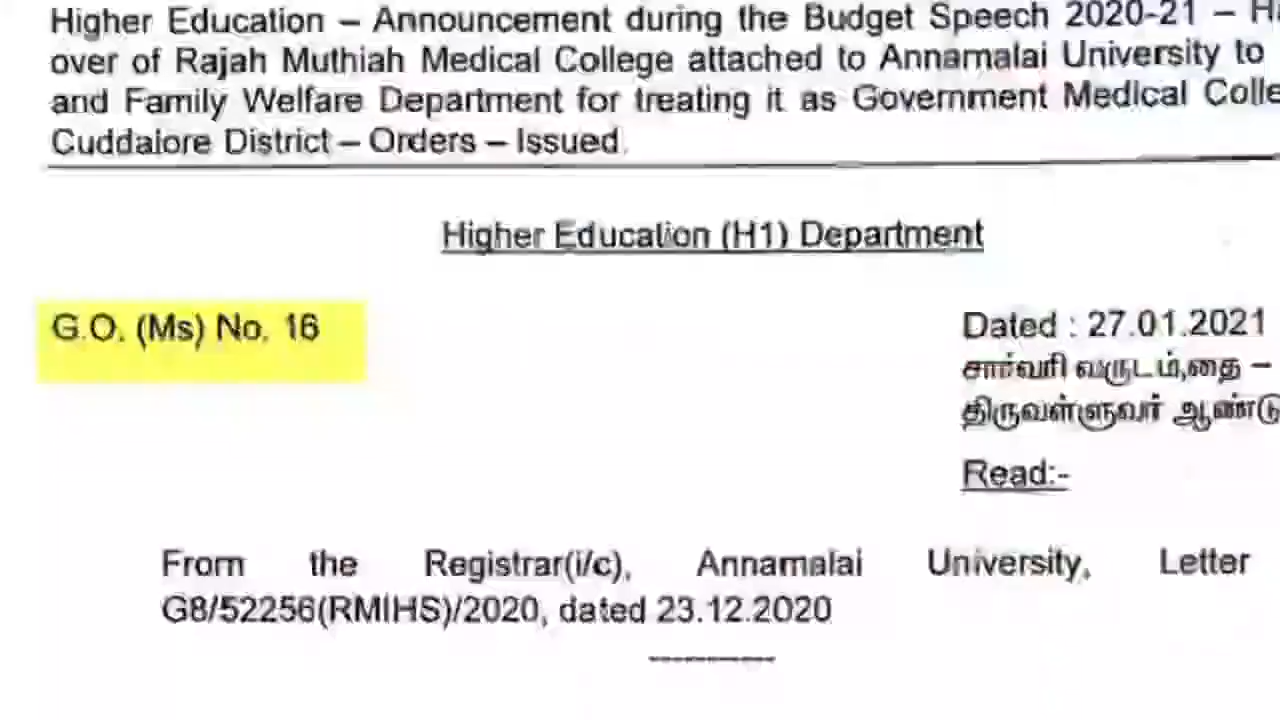 Higher Education – Announcement during the Budget Speech 2020-21 –
over of Rajah Muthiah Medical College attached to Annamalai University to
and Family Welfare Department for treating it as Government Medical
Cuddalore District – Orders – Issued.
Higher Education (H1) Department
G.O. (Ms) No. 16
Dated : 27.01.2021
சார்வரி வருடம்,தை –
திருவள்ளுவர்
Read:-
From the Registrar(i/c), Annamalai University, Letter
G8/52256(RMIHS)/2020, dated 23.12.2020